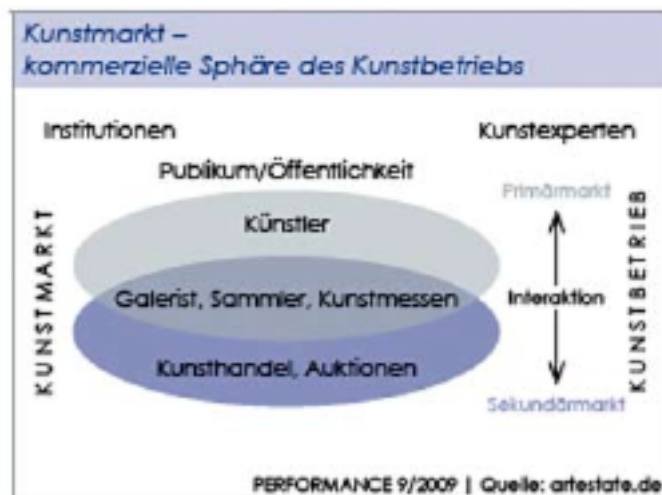 Kunstmarkt –
kommerzielle Sphäre des Kunstbetriebs
Institutionen
Kunstexperten
Publikum/Öffentlichkeit
Primärmarkt
Künstler
KUNSTMARKT
Galerist, Sammler, Kunstmessen
Interaktion
KUNSTBETRIEB
Kunsthandel, Auktionen
Sekundärmarkt
PERFORMANCE 9/2009 | Quelle: artestate.de